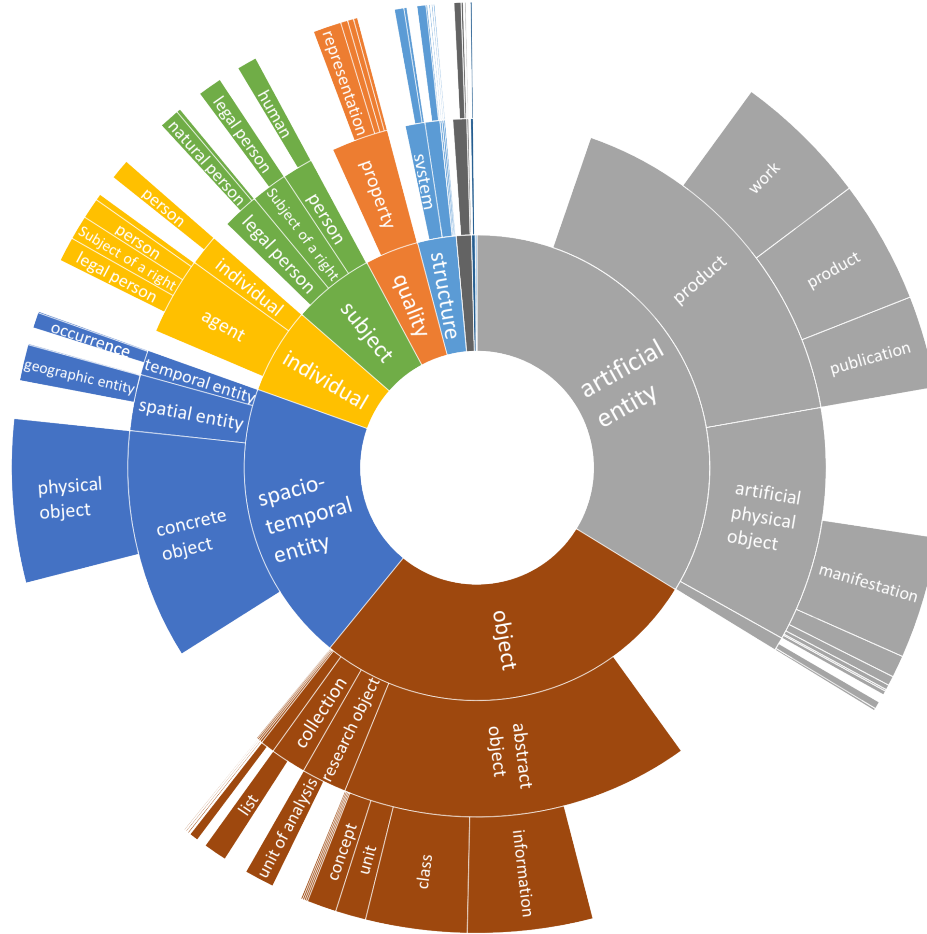 artificial
entity
product
work
product
publication
artificial
physical
object
manifestation
object
abstract
object
information
class
unit
concept
research object
unit of analysis
collection
list
spacio-
temporal
entity
concrete
object
physical
object
spatial entity
geographic entity
temporal entity
occurrence
individual
agent
legal person
Subject of a right
person
individual
person
subject
legal person
natural person
Subject of a right
legal person
person
human
quality
property
representation
structure
system